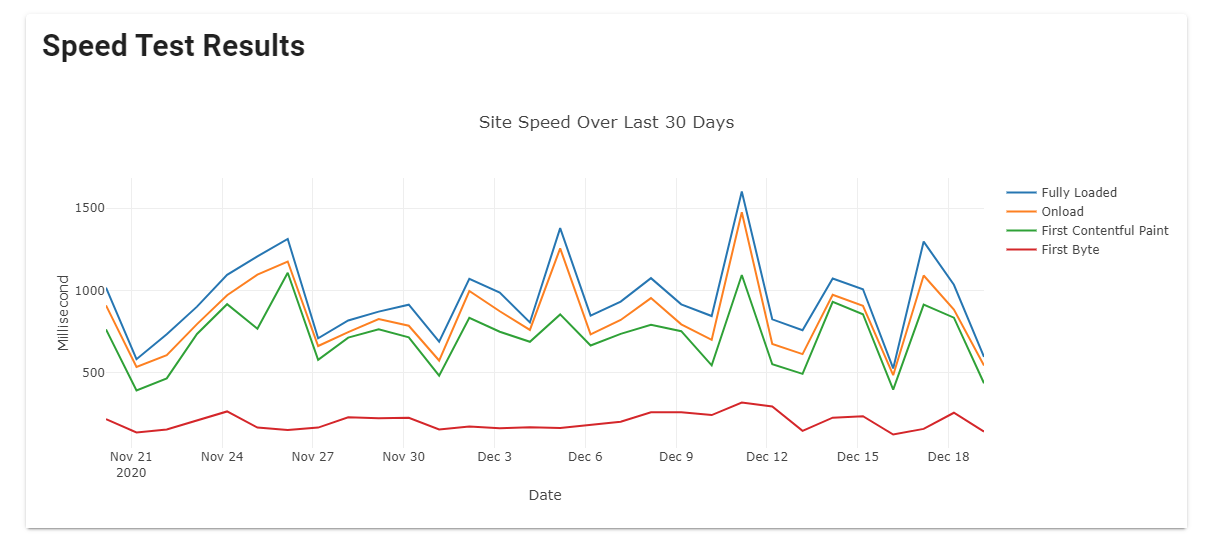 Speed Test Results
Site Speed Over Last 30 Days
1500
1000
500
Millisecond
Nov 21 Nov 24 Nov 27 Nov 30 Dec 3 Dec 6 Dec 9 Dec 12 Dec 15 Dec 18
2020
Date
Fully Loaded
Onload
First Contentful Paint
First Byte